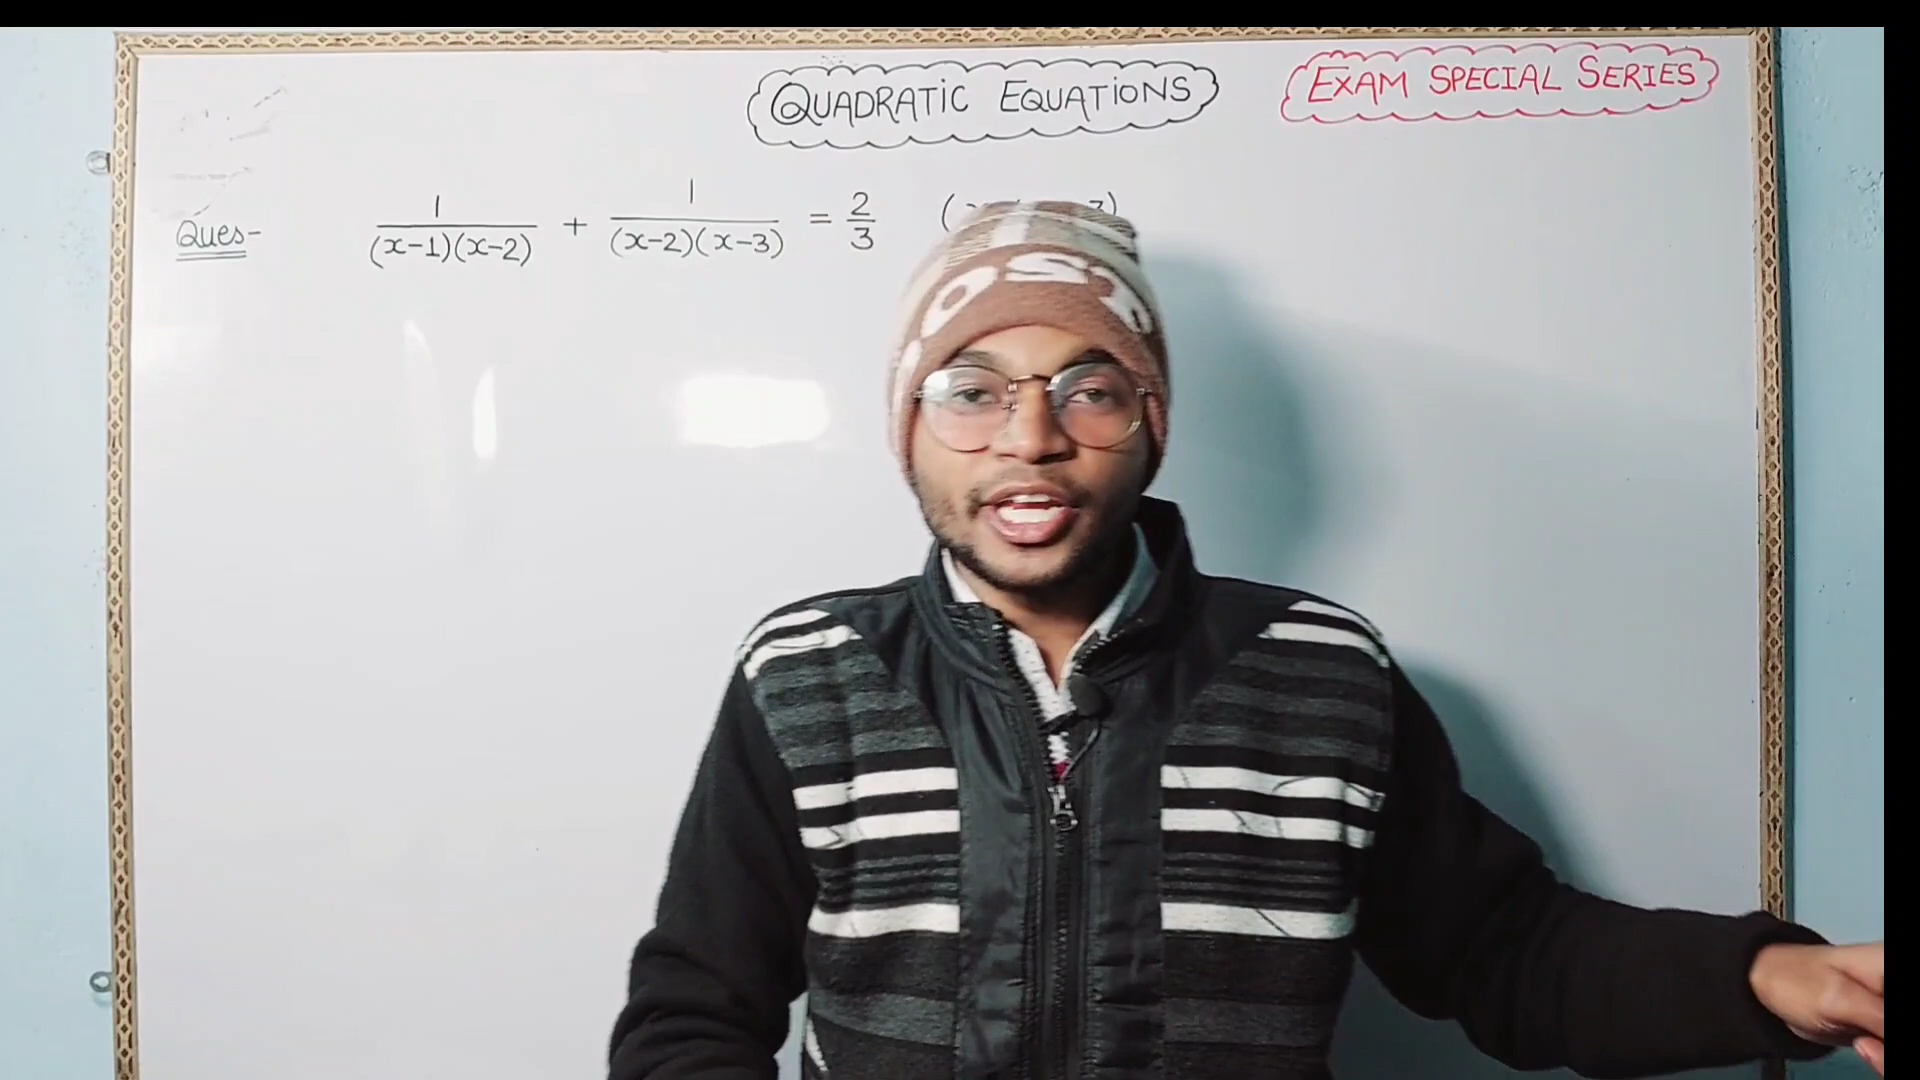 QUADRATIC EQUATIONS
EXAM SPECIAL SERIES
Ques- 1/((x-1)(x-2)) + 1/((x-2)(x-3)) = 2/3